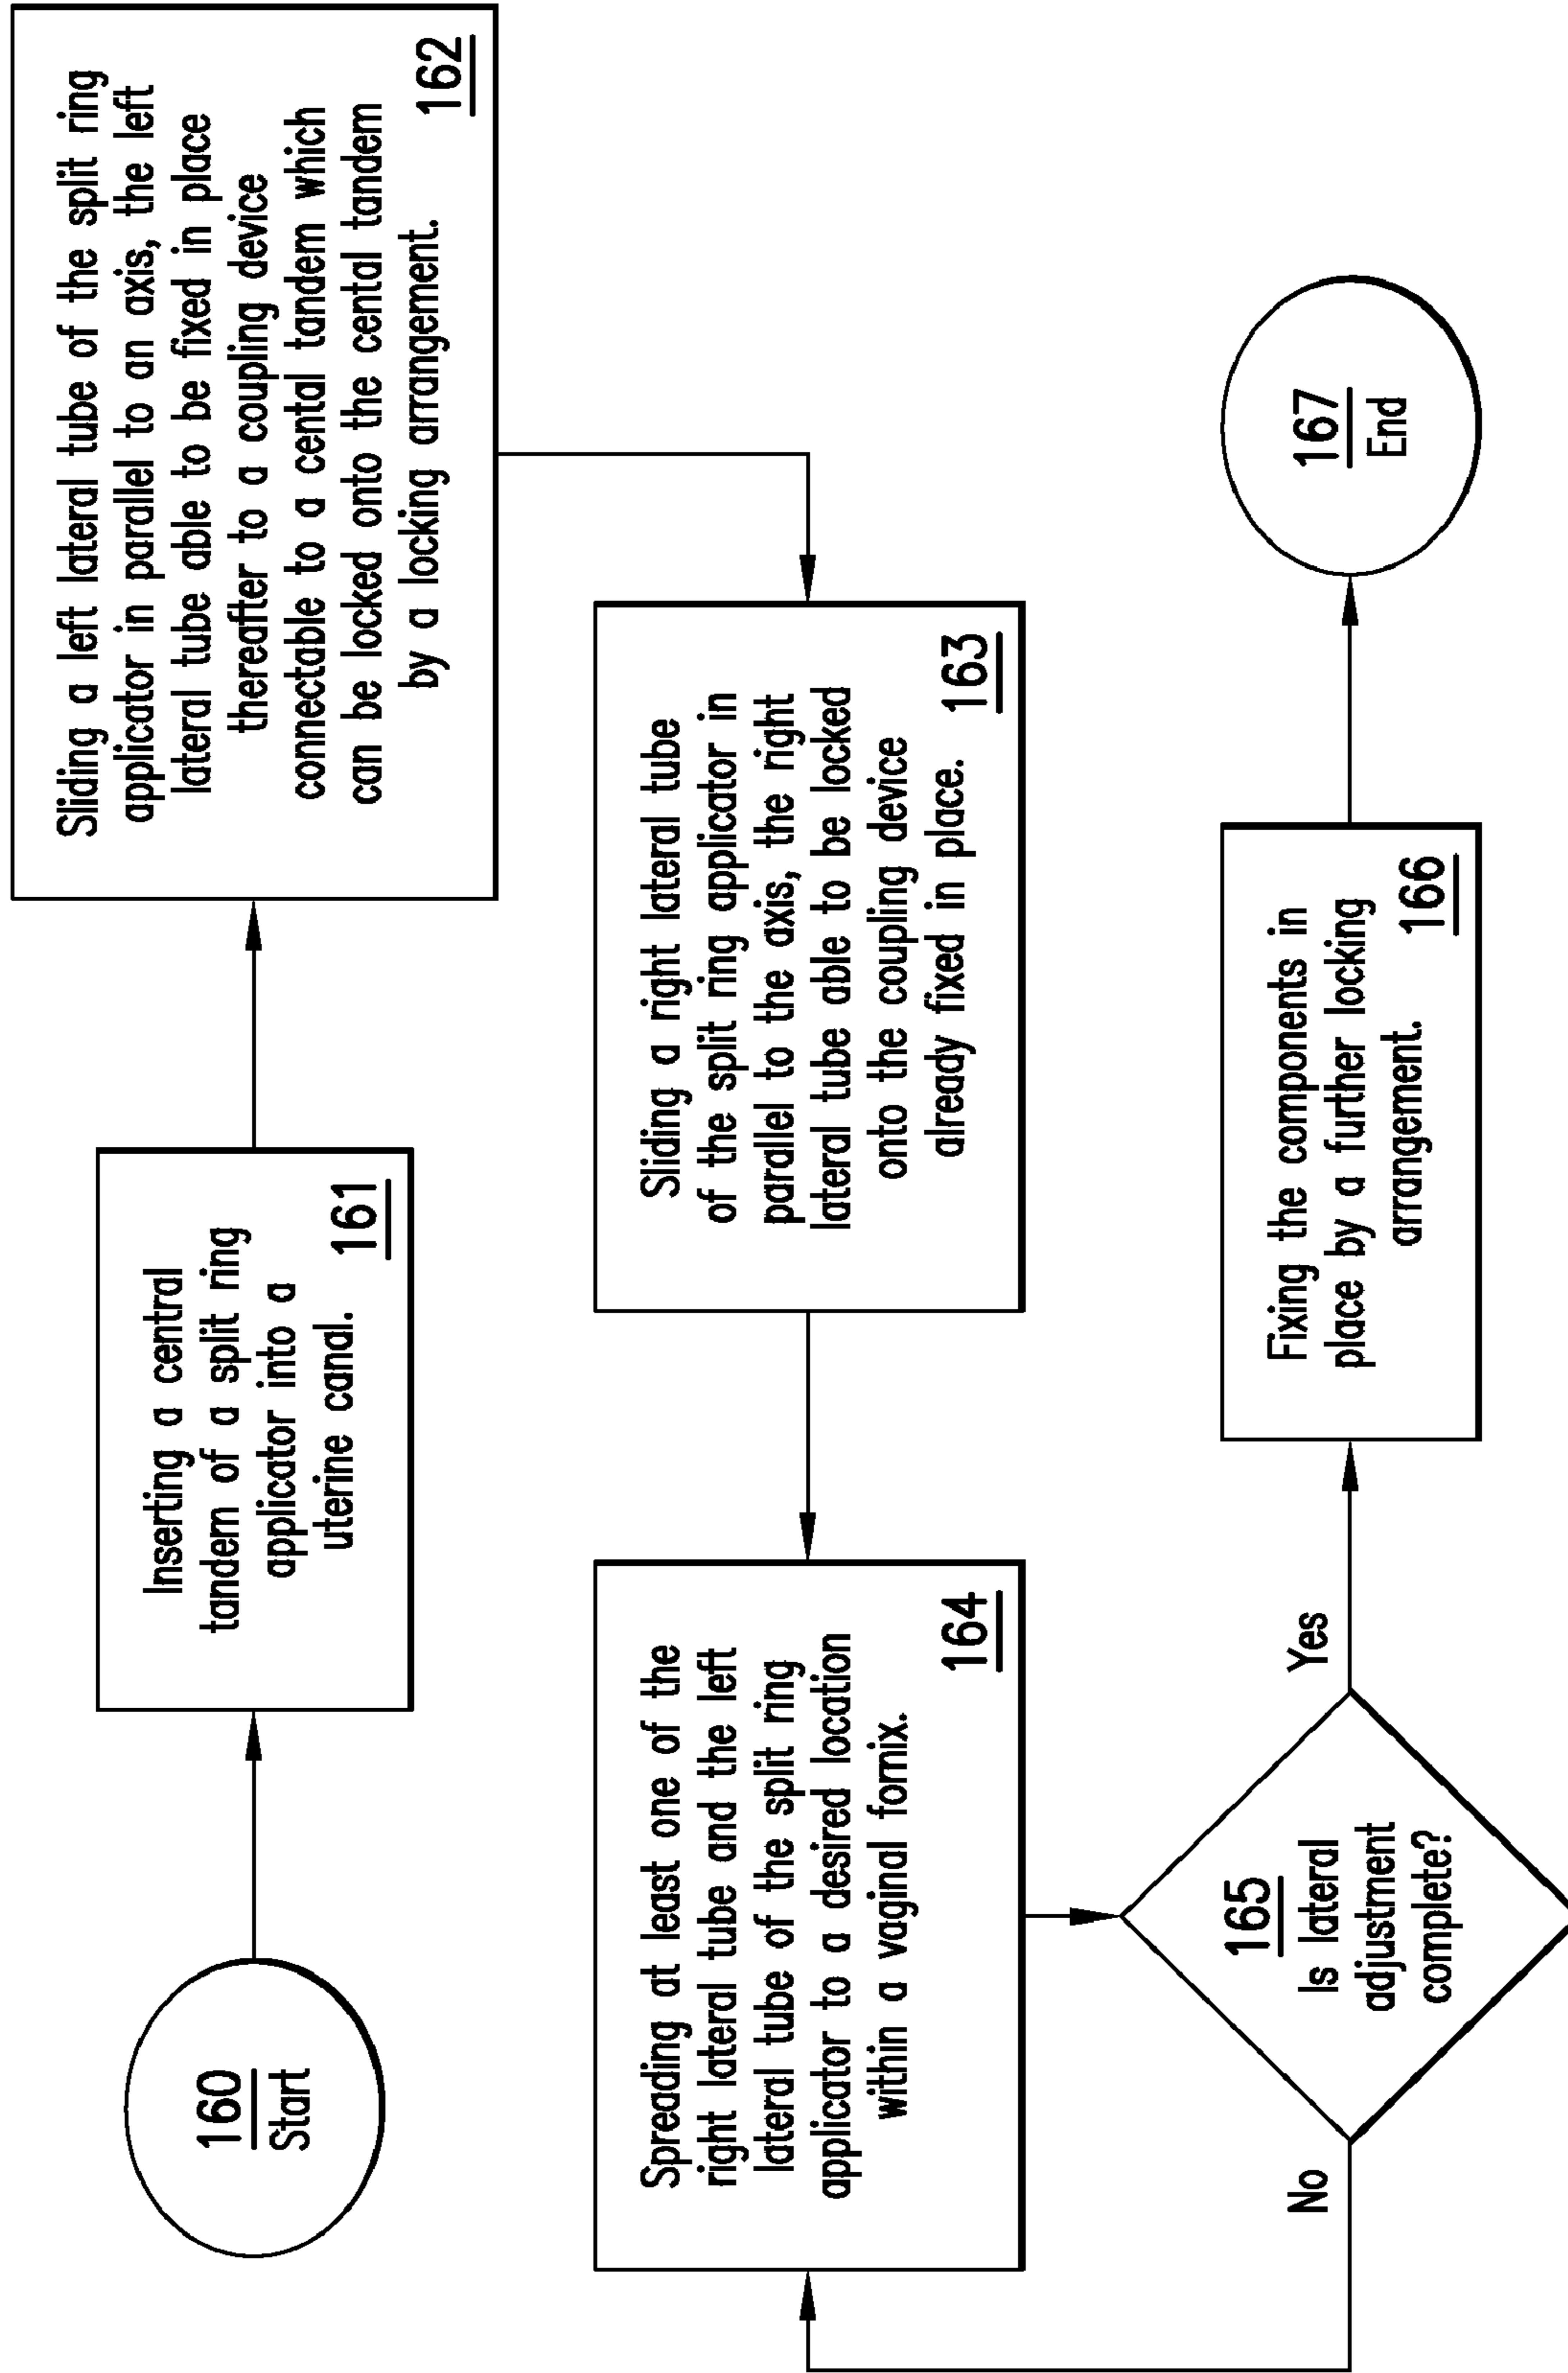 160
Start
Inserting a central
tandem of a split ring
applicator into a
uterine canal.
161
Sliding a left lateral tube of the split ring
applicator in parallel to an axis, the left
lateral tube able to be fixed in place
thereafter to a coupling device
connectable to a cental tandem which
can be locked onto the cental tandem
by a locking arrangement.
162
Sliding a right lateral tube
of the split ring applicator in
parallel to the axis, the right
lateral tube able to be locked
onto the coupling device
already fixed in place.
163
Spreading at least one of the
right lateral tube and the left
lateral tube of the split ring
applicator to a desired location
within a vaginal fornix.
164
165
Is lateral
adjustment
complete?
No
Yes
Fixing the components in
place by a further locking
arrangement.
166
167
End